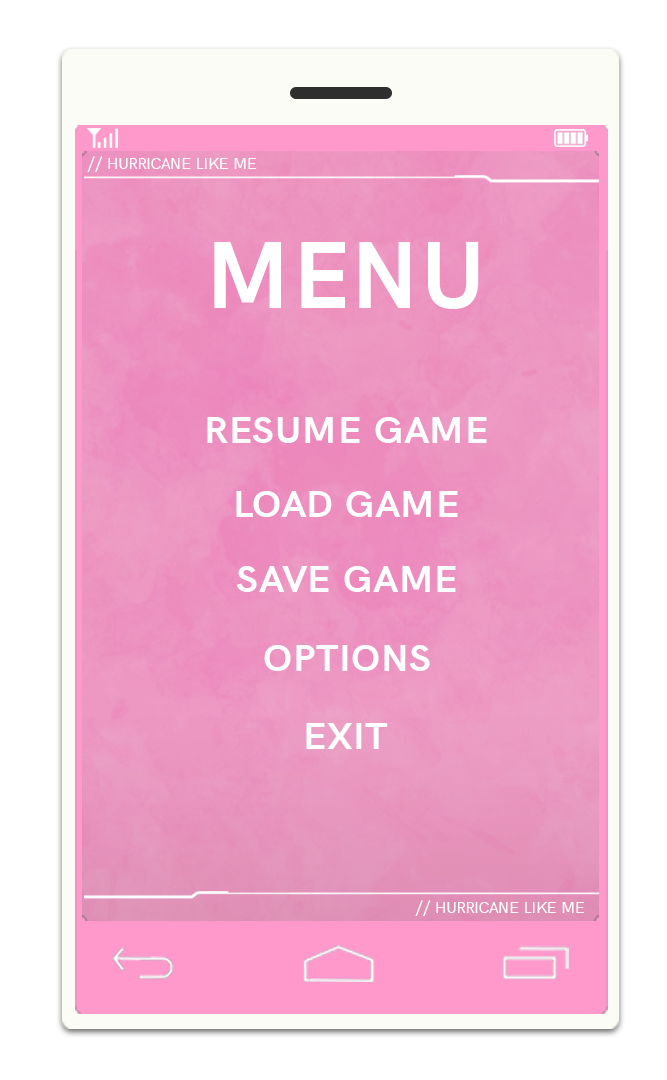 // HURRICANE LIKE ME
MENU
RESUME GAME
LOAD GAME
SAVE GAME
OPTIONS
EXIT
// HURRICANE LIKE ME